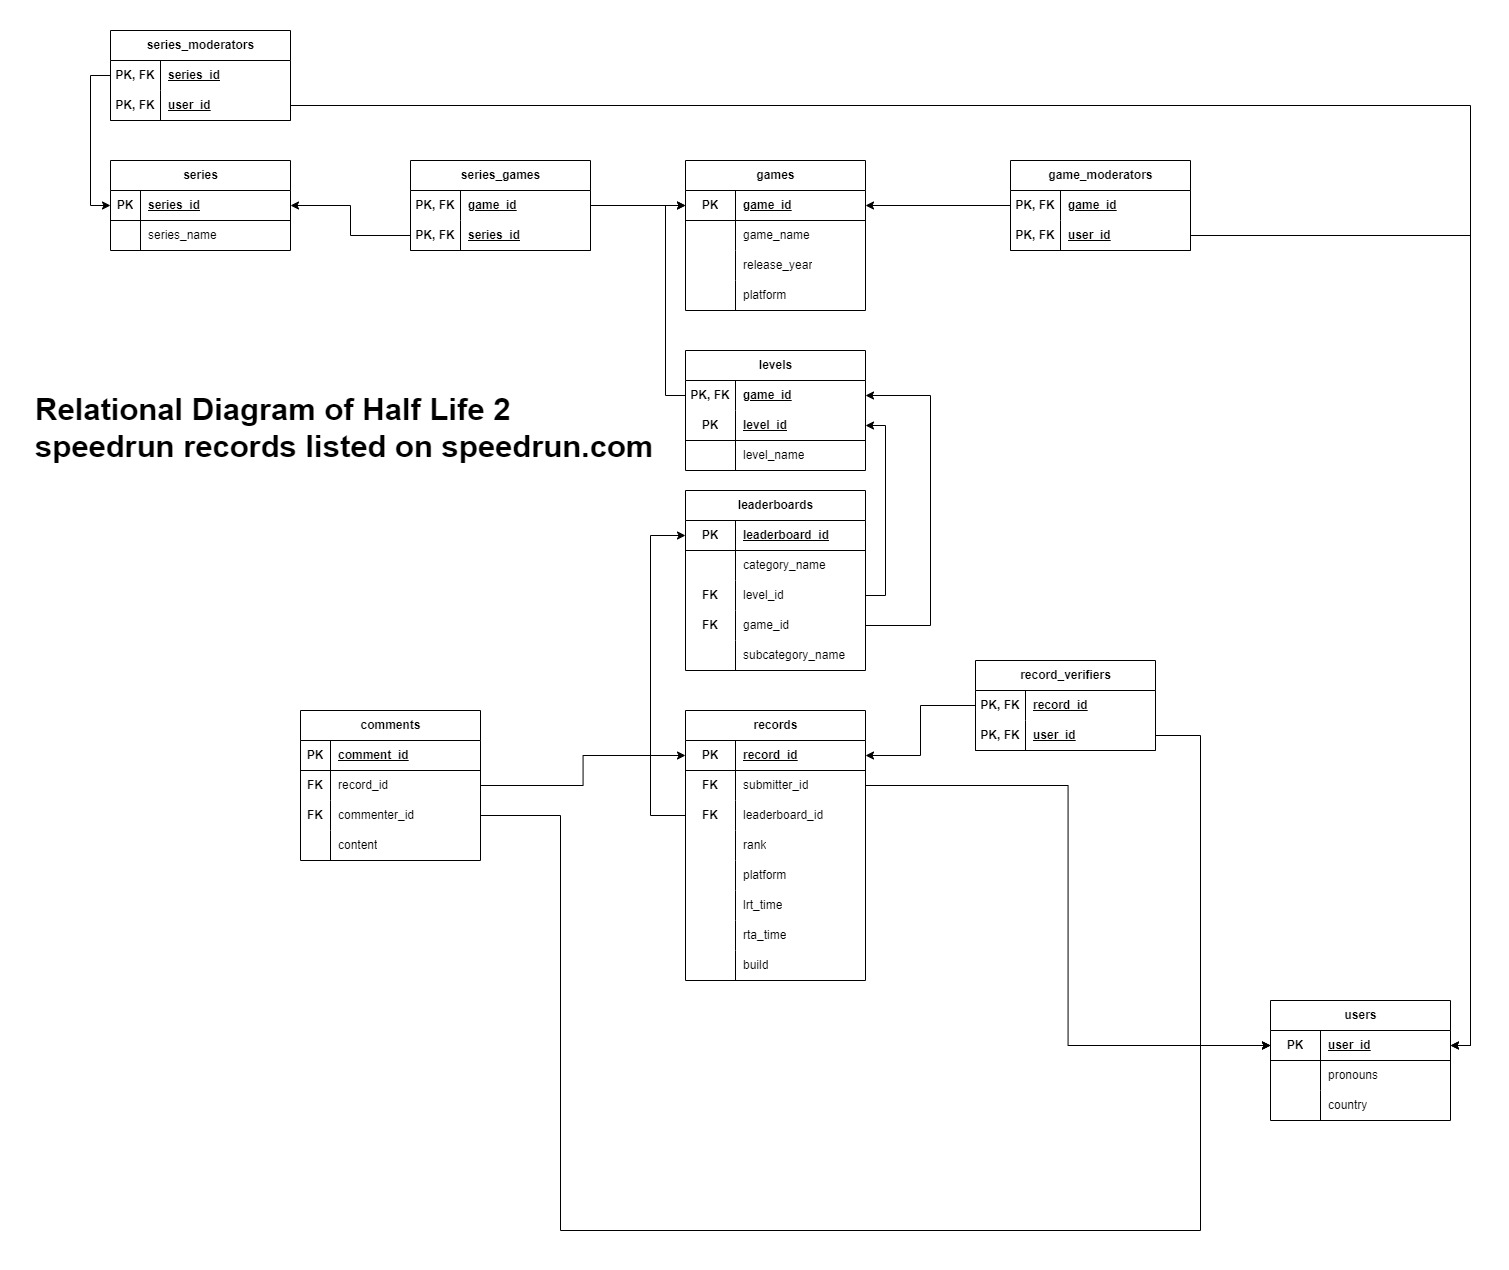 series_moderators
PK, FK series_id
PK, FK user_id
series
PK series_id
series_name
series_games
PK, FK game_id
PK, FK series_id
games
PK game_id
game_name
release_year
platform
game_moderators
PK, FK game_id
PK, FK user_id
levels
PK, FK game_id
PK level_id
level_name
Relational Diagram of Half Life 2
speedrun records listed on speedrun.com
leaderboards
PK leaderboard_id
category_name
FK level_id
FK game_id
subcategory_name
record_verifiers
PK, FK record_id
PK, FK user_id
comments
PK comment_id
FK record_id
FK commenter_id
content
records
PK record_id
FK submitter_id
FK leaderboard_id
rank
platform
lrt_time
rta_time
build
users
PK user_id
pronouns
country